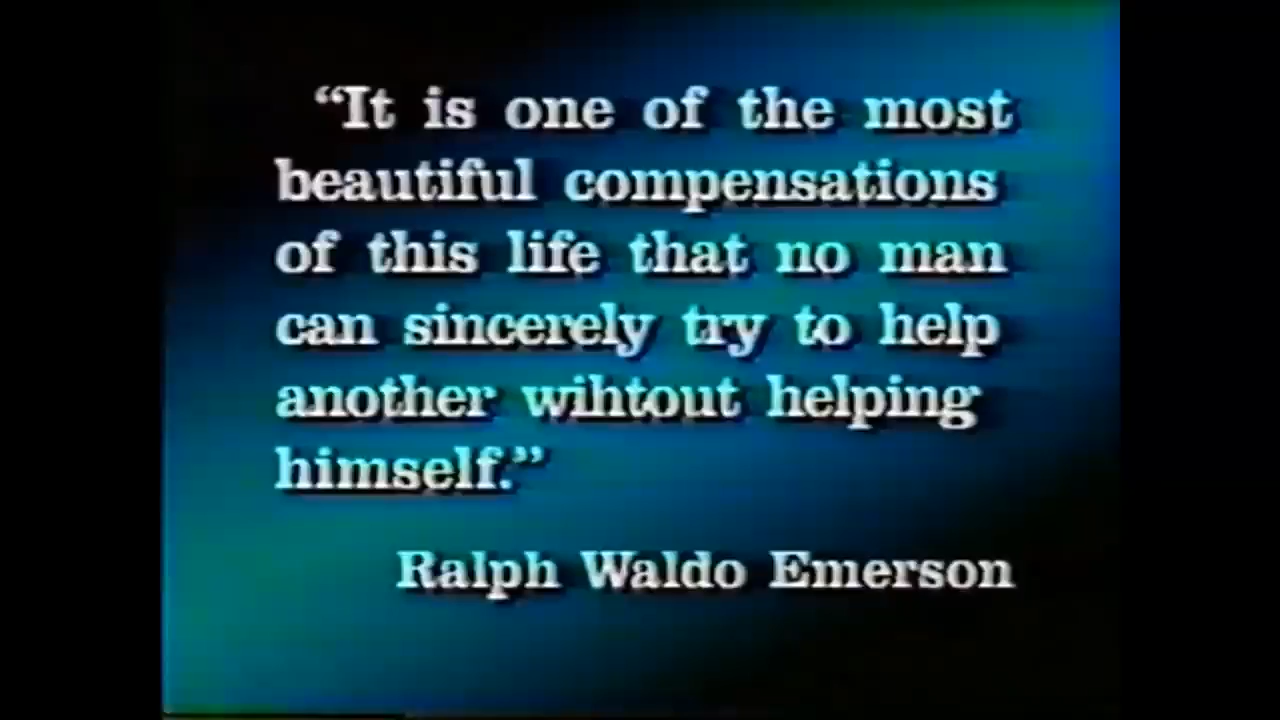 “It is one of the most
beautiful compensations
of this life that no man
can sincerely try to help
another wihtout helping
himself.”
Ralph Waldo Emerson